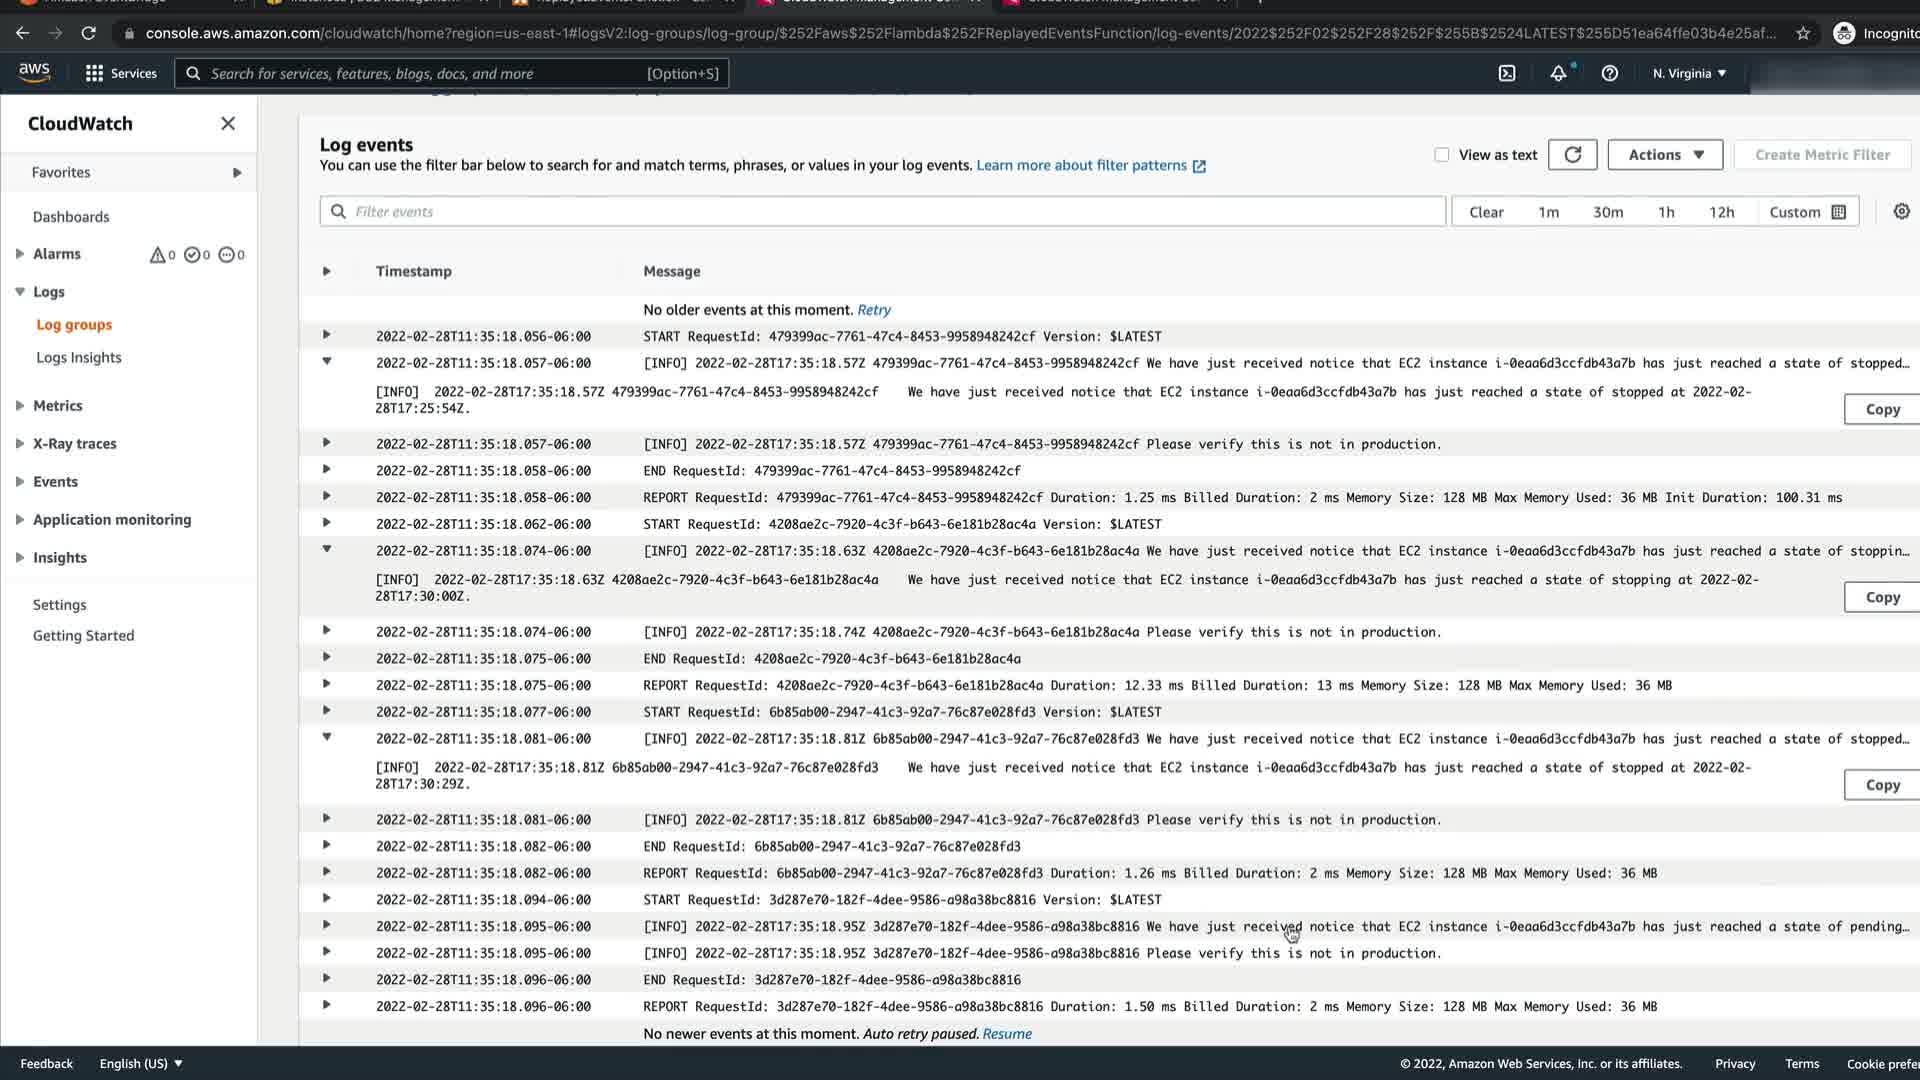 console.aws.amazon.com/cloudwatch/home?region=us-east-1#logsV2:log-groups/log-group/$252Faws$252Flambda$252FReplayedEventsFunction/log-events/2022$252F02$252F28$252F$255B$2524LATEST$255D51ea64ffe03b4e25af... Incognito
aws Services Search for services, features, blogs, docs, and more [Option+S] N. Virginia
CloudWatch
Favorites
Dashboards
Alarms 0 0 0
Logs
Log groups
Logs Insights
Metrics
X-Ray traces
Events
Application monitoring
Insights
Settings
Getting Started
Log events
You can use the filter bar below to search for and match terms, phrases, or values in your log events. Learn more about filter patterns
View as text Actions Create Metric Filter
Filter events Clear 1m 30m 1h 12h Custom
Timestamp Message
No older events at this moment. Retry
2022-02-28T11:35:18.056-06:00 START RequestId: 479399ac-7761-47c4-8453-9958948242cf Version: $LATEST
2022-02-28T11:35:18.057-06:00 [INFO] 2022-02-28T17:35:18.57Z 479399ac-7761-47c4-8453-9958948242cf We have just received notice that EC2 instance i-0eaa6d3ccfdb43a7b has just reached a state of stopped...
[INFO] 2022-02-28T17:35:18.57Z 479399ac-7761-47c4-8453-9958948242cf We have just received notice that EC2 instance i-0eaa6d3ccfdb43a7b has just reached a state of stopped at 2022-02-
28T17:25:54Z.
Copy
2022-02-28T11:35:18.057-06:00 [INFO] 2022-02-28T17:35:18.57Z 479399ac-7761-47c4-8453-9958948242cf Please verify this is not in production.
2022-02-28T11:35:18.058-06:00 END RequestId: 479399ac-7761-47c4-8453-9958948242cf
2022-02-28T11:35:18.058-06:00 REPORT RequestId: 479399ac-7761-47c4-8453-9958948242cf Duration: 1.25 ms Billed Duration: 2 ms Memory Size: 128 MB Max Memory Used: 36 MB Init Duration: 100.31 ms
2022-02-28T11:35:18.062-06:00 START RequestId: 4208ae2c-7920-4c3f-b643-6e181b28ac4a Version: $LATEST
2022-02-28T11:35:18.074-06:00 [INFO] 2022-02-28T17:35:18.63Z 4208ae2c-7920-4c3f-b643-6e181b28ac4a We have just received notice that EC2 instance i-0eaa6d3ccfdb43a7b has just reached a state of stoppin...
[INFO] 2022-02-28T17:35:18.63Z 4208ae2c-7920-4c3f-b643-6e181b28ac4a We have just received notice that EC2 instance i-0eaa6d3ccfdb43a7b has just reached a state of stopping at 2022-02-
28T17:30:00Z.
Copy
2022-02-28T11:35:18.074-06:00 [INFO] 2022-02-28T17:35:18.74Z 4208ae2c-7920-4c3f-b643-6e181b28ac4a Please verify this is not in production.
2022-02-28T11:35:18.075-06:00 END RequestId: 4208ae2c-7920-4c3f-b643-6e181b28ac4a
2022-02-28T11:35:18.075-06:00 REPORT RequestId: 4208ae2c-7920-4c3f-b643-6e181b28ac4a Duration: 12.33 ms Billed Duration: 13 ms Memory Size: 128 MB Max Memory Used: 36 MB
2022-02-28T11:35:18.077-06:00 START RequestId: 6b85ab00-2947-41c3-92a7-76c87e028fd3 Version: $LATEST
2022-02-28T11:35:18.081-06:00 [INFO] 2022-02-28T17:35:18.81Z 6b85ab00-2947-41c3-92a7-76c87e028fd3 We have just received notice that EC2 instance i-0eaa6d3ccfdb43a7b has just reached a state of stopped...
[INFO] 2022-02-28T17:35:18.81Z 6b85ab00-2947-41c3-92a7-76c87e028fd3 We have just received notice that EC2 instance i-0eaa6d3ccfdb43a7b has just reached a state of stopped at 2022-02-
28T17:30:29Z.
Copy
2022-02-28T11:35:18.081-06:00 [INFO] 2022-02-28T17:35:18.81Z 6b85ab00-2947-41c3-92a7-76c87e028fd3 Please verify this is not in production.
2022-02-28T11:35:18.082-06:00 END RequestId: 6b85ab00-2947-41c3-92a7-76c87e028fd3
2022-02-28T11:35:18.082-06:00 REPORT RequestId: 6b85ab00-2947-41c3-92a7-76c87e028fd3 Duration: 1.26 ms Billed Duration: 2 ms Memory Size: 128 MB Max Memory Used: 36 MB
2022-02-28T11:35:18.094-06:00 START RequestId: 3d287e70-182f-4dee-9586-a98a38bc8816 Version: $LATEST
2022-02-28T11:35:18.095-06:00 [INFO] 2022-02-28T17:35:18.95Z 3d287e70-182f-4dee-9586-a98a38bc8816 We have just received notice that EC2 instance i-0eaa6d3ccfdb43a7b has just reached a state of pending...
2022-02-28T11:35:18.095-06:00 [INFO] 2022-02-28T17:35:18.95Z 3d287e70-182f-4dee-9586-a98a38bc8816 Please verify this is not in production.
2022-02-28T11:35:18.096-06:00 END RequestId: 3d287e70-182f-4dee-9586-a98a38bc8816
2022-02-28T11:35:18.096-06:00 REPORT RequestId: 3d287e70-182f-4dee-9586-a98a38bc8816 Duration: 1.50 ms Billed Duration: 2 ms Memory Size: 128 MB Max Memory Used: 36 MB
No newer events at this moment. Auto retry paused. Resume
Feedback English (US) © 2022, Amazon Web Services, Inc. or its affiliates. Privacy Terms Cookie prefe